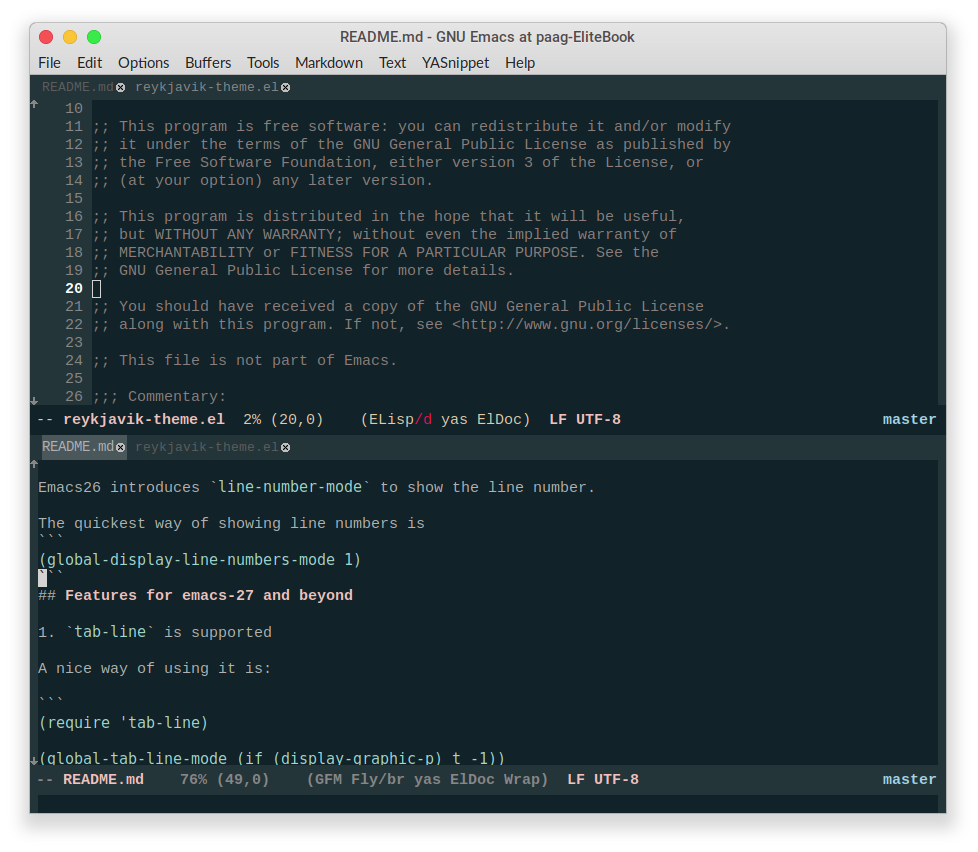 README.md - GNU Emacs at paag-EliteBook
File Edit Options Buffers Tools Markdown Text YASnippet Help
README.md reykjavik-theme.el
10
11 ;; This program is free software: you can redistribute it and/or modify
12 ;; it under the terms of the GNU General Public License as published by
13 ;; the Free Software Foundation, either version 3 of the License, or
14 ;; (at your option) any later version.
15
16 ;; This program is distributed in the hope that it will be useful,
17 ;; but WITHOUT ANY WARRANTY; without even the implied warranty of
18 ;; MERCHANTABILITY or FITNESS FOR A PARTICULAR PURPOSE. See the
19 ;; GNU General Public License for more details.
20
21 ;; You should have received a copy of the GNU General Public License
22 ;; along with this program. If not, see <http://www.gnu.org/licenses/>.
23
24 ;; This file is not part of Emacs.
25
26 ;;; Commentary:
-- reykjavik-theme.el 2% (20,0) (ELisp/d yas ElDoc) LF UTF-8 master
README.md reykjavik-theme.el
Emacs26 introduces `line-number-mode` to show the line number.
The quickest way of showing line numbers is
```
(global-display-line-numbers-mode 1)
```
## Features for emacs-27 and beyond
1. `tab-line` is supported
A nice way of using it is:
```
(require 'tab-line)
(global-tab-line-mode (if (display-graphic-p) t -1))
-- README.md 76% (49,0) (GFM Fly/br yas ElDoc Wrap) LF UTF-8 master